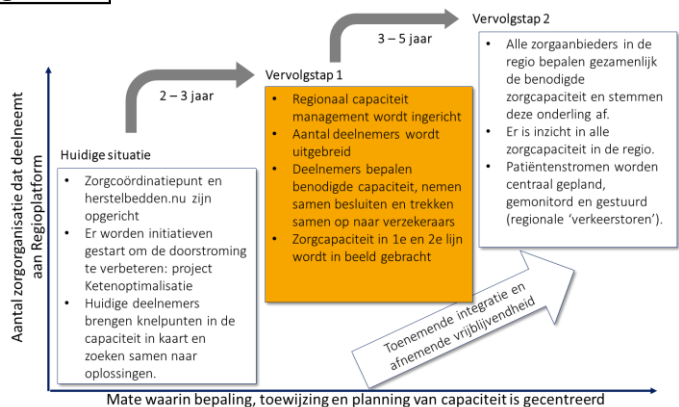 Vervolgstap 2
3 – 5 jaar
• Alle zorgaanbieders in de
regio bepalen gezamenlijk
de benodigde
zorgcapaciteit en stemmen
deze onderling af.
• Er is inzicht in alle
zorgcapaciteit in de regio.
• Patiëntenstromen worden
centraal gepland,
gemonitord en gestuurd
(regionale ‘verkeerstoren’).
Vervolgstap 1
2 – 3 jaar
• Regionaal capaciteit
management wordt ingericht
• Aantal deelnemers wordt
uitgebreid
• Deelnemers bepalen
benodigde capaciteit, nemen
samen besluiten en trekken
samen op naar verzekeraars
• Zorgcapaciteit in 1e en 2e lijn
wordt in beeld gebracht
Huidige situatie
• Zorgcoördinatiepunt en
herstelbedden.nu zijn
opgericht
• Er worden initiatieven
gestart om de doorstroming
te verbeteren: project
Ketenoptimalisatie
• Huidige deelnemers
brengen knelpunten in de
capaciteit in kaart en
zoeken samen naar
oplossingen.
Toenemende integratie en
afnemende vrijblijvendheid
Aantal zorgorganisatie dat deelneemt
aan Regioplatform
Mate waarin bepaling, toewijzing en planning van capaciteit is gecentreerd